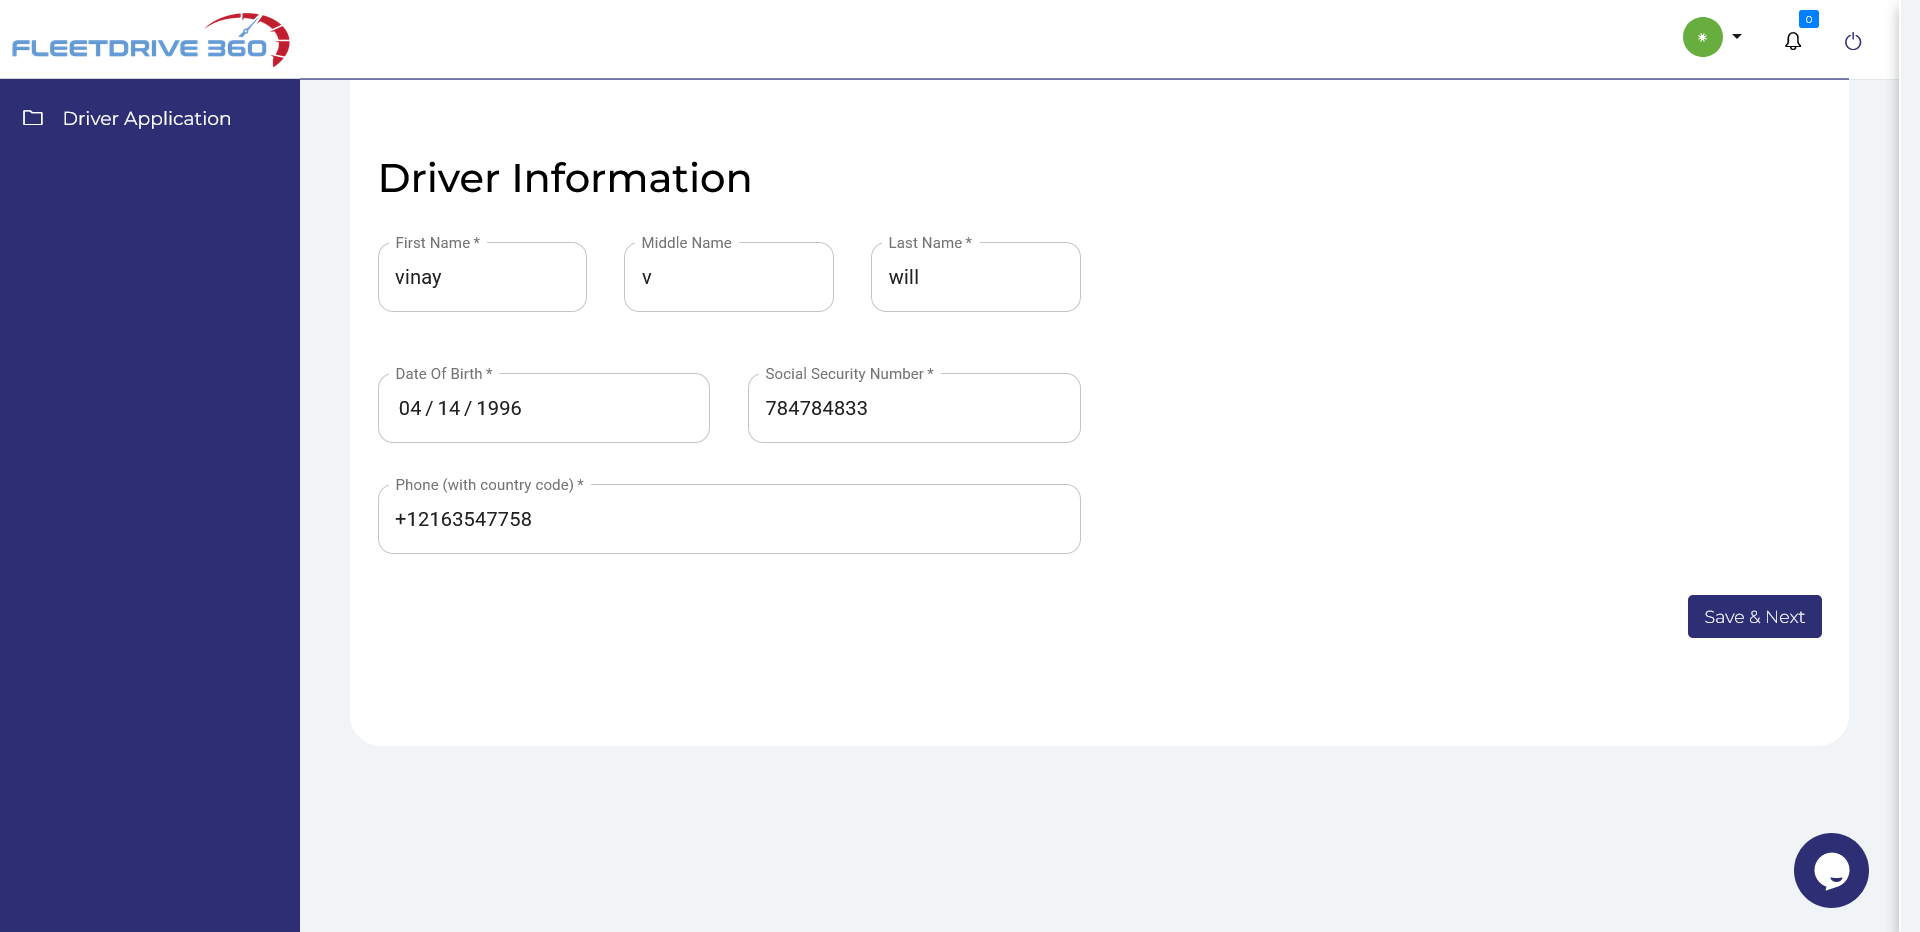 FLEETDRIVE 360
0
Driver Application
Driver Information
First Name *
vinay
Middle Name
v
Last Name *
will
Date Of Birth *
04 / 14 / 1996
Social Security Number *
784784833
Phone (with country code) *
+12163547758
Save & Next